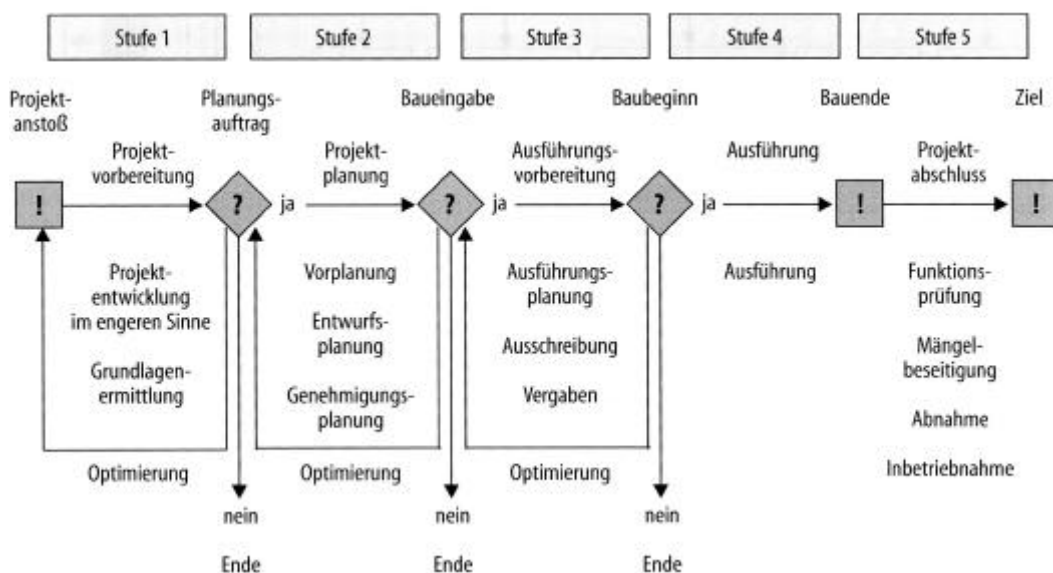 Stufe 1
Stufe 2
Stufe 3
Stufe 4
Stufe 5
Projekt-
anstoß
Planungs-
auftrag
Baueingabe
Baubeginn
Bauende
Ziel
Projekt-
vorbereitung
Projekt-
planung
Ausführungs-
vorbereitung
Ausführung
Projekt-
abschluss
!
?
ja
?
ja
?
ja
!
!
Projekt-
entwicklung
im engeren Sinne
Grundlagen-
ermittlung
Vorplanung
Entwurfs-
planung
Genehmigungs-
planung
Ausführungs-
planung
Ausschreibung
Vergaben
Ausführung
Funktions-
prüfung
Mängel-
beseitigung
Abnahme
Inbetriebnahme
Optimierung
Optimierung
Optimierung
nein
nein
nein
Ende
Ende
Ende